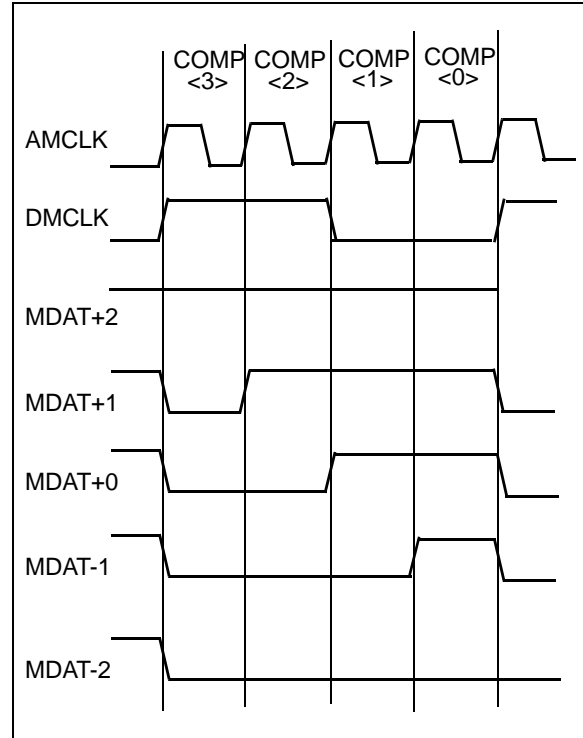 COMP COMP COMP COMP
<3> <2> <1> <0>
AMCLK
DMCLK
MDAT+2
MDAT+1
MDAT+0
MDAT-1
MDAT-2